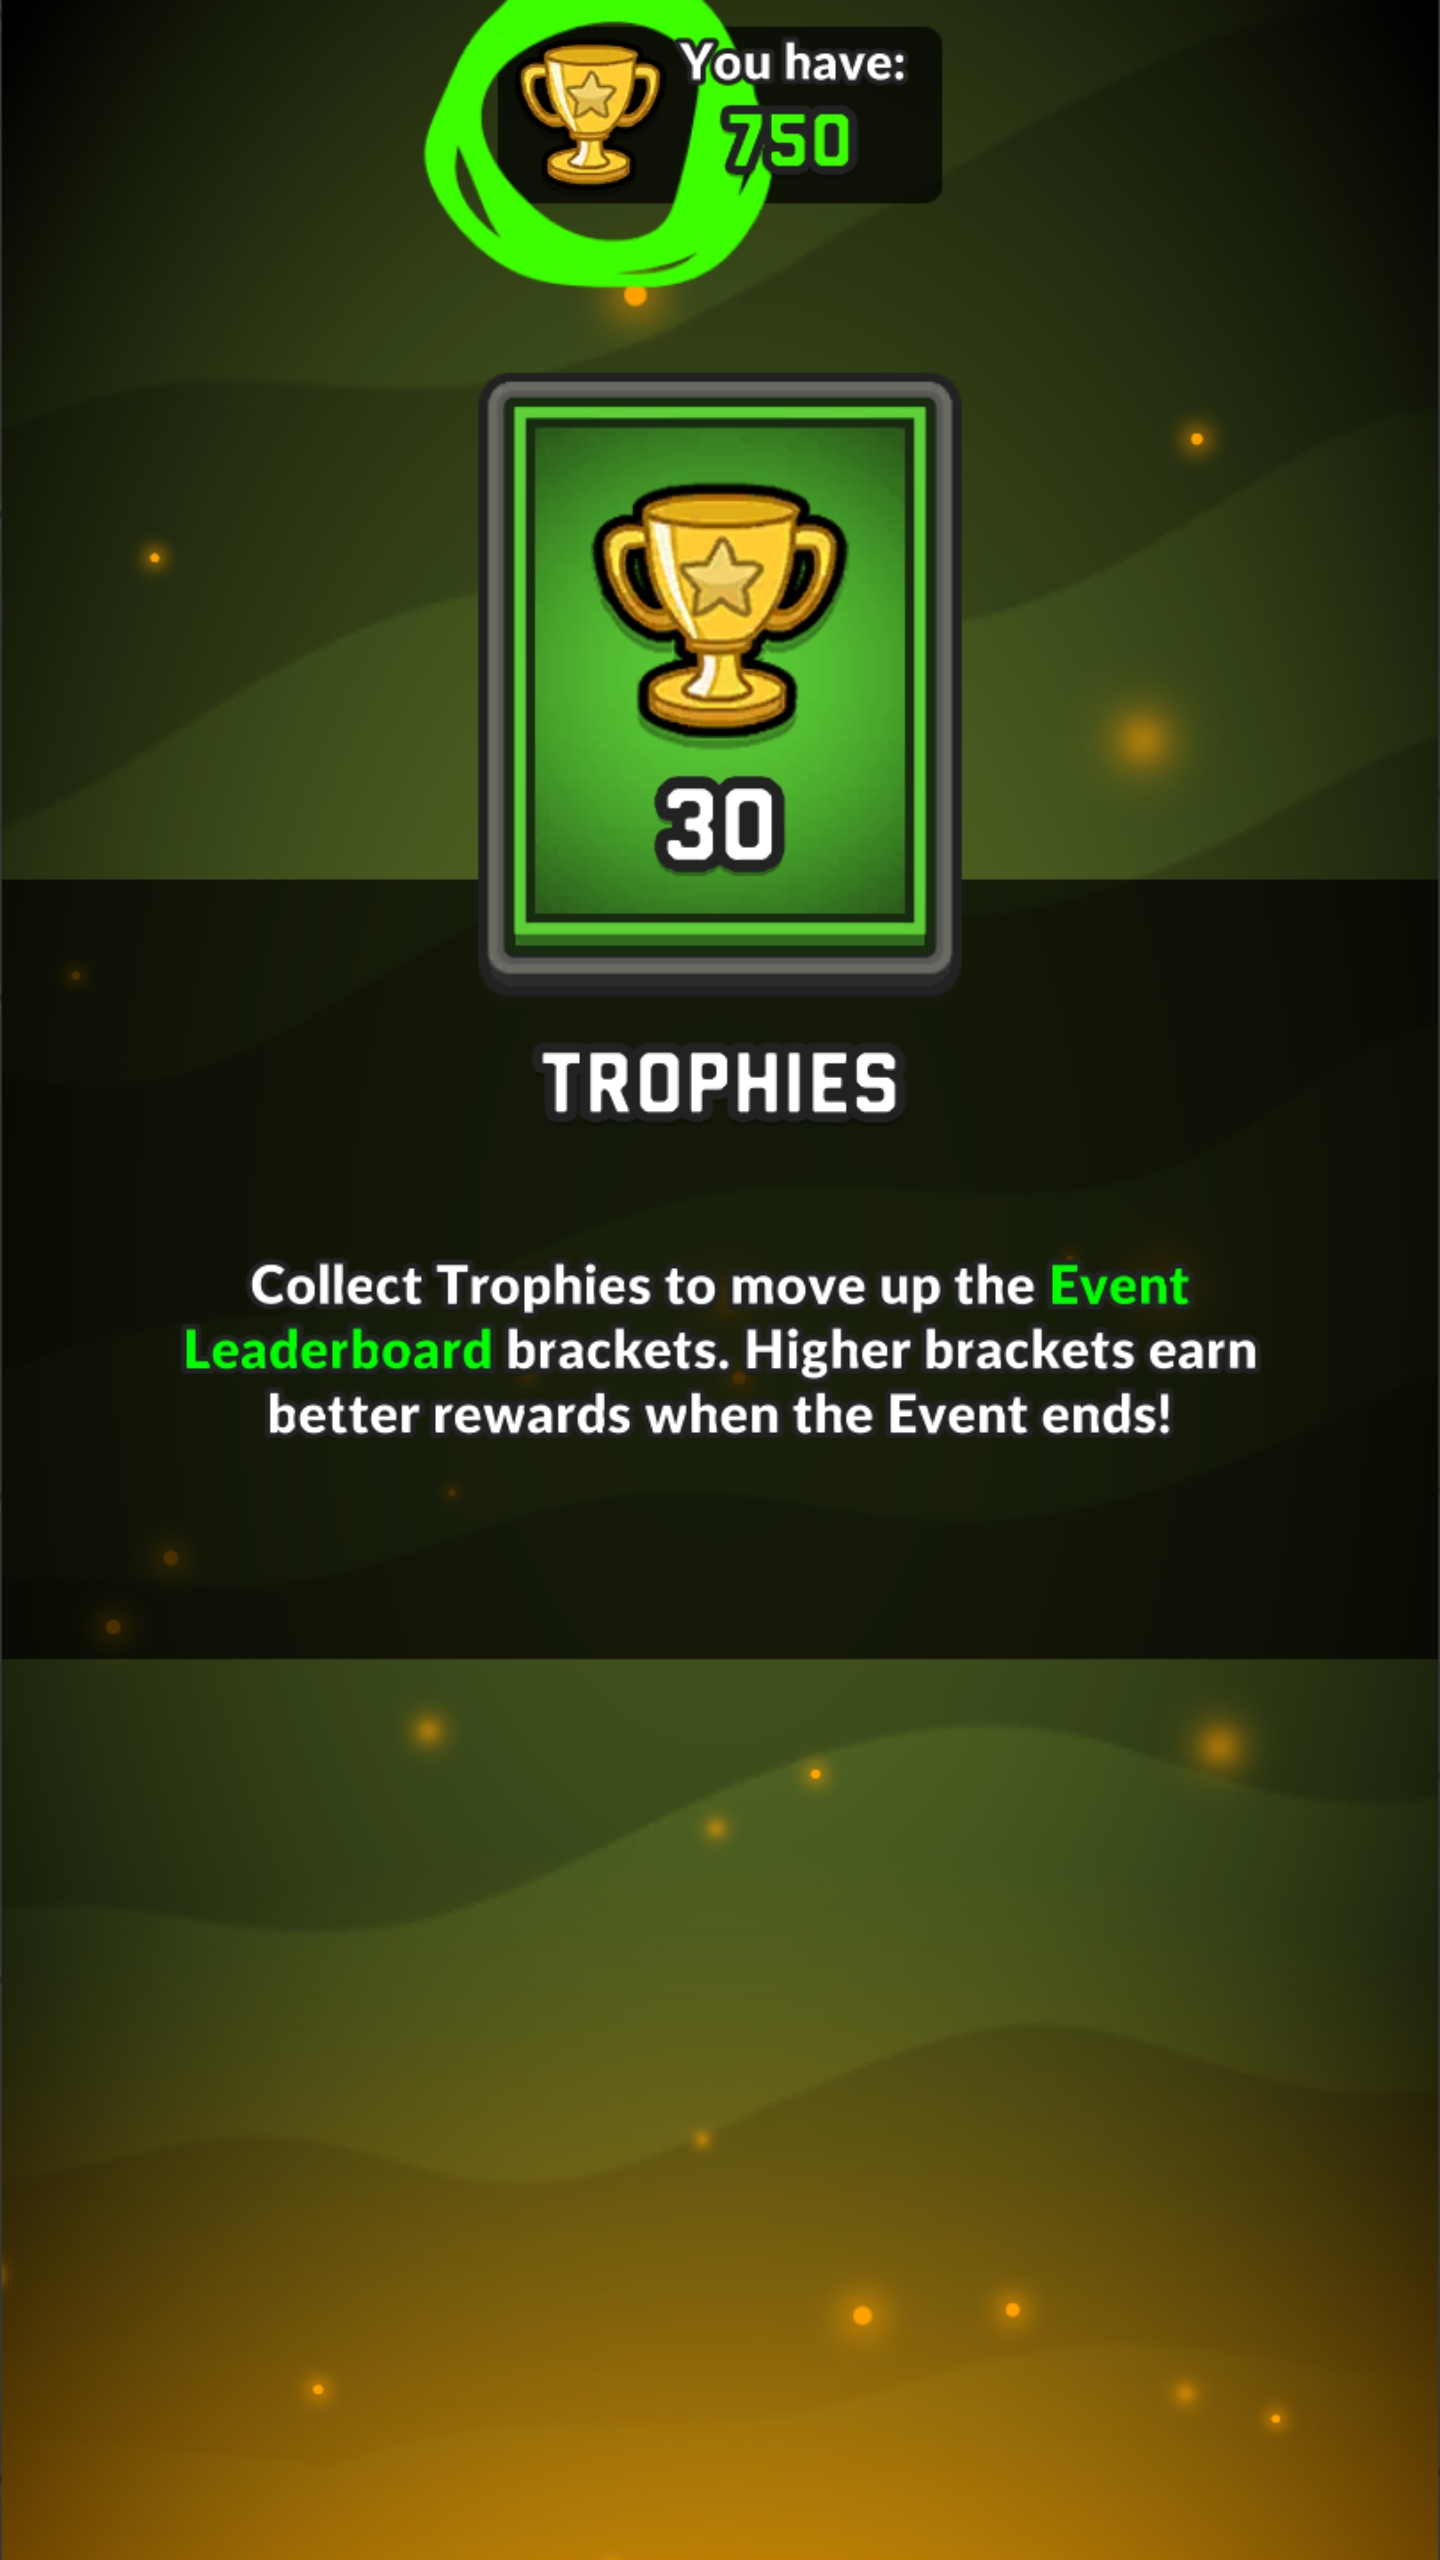 You have:
750
30
TROPHIES
Collect Trophies to move up the Event
Leaderboard brackets. Higher brackets earn
better rewards when the Event ends!